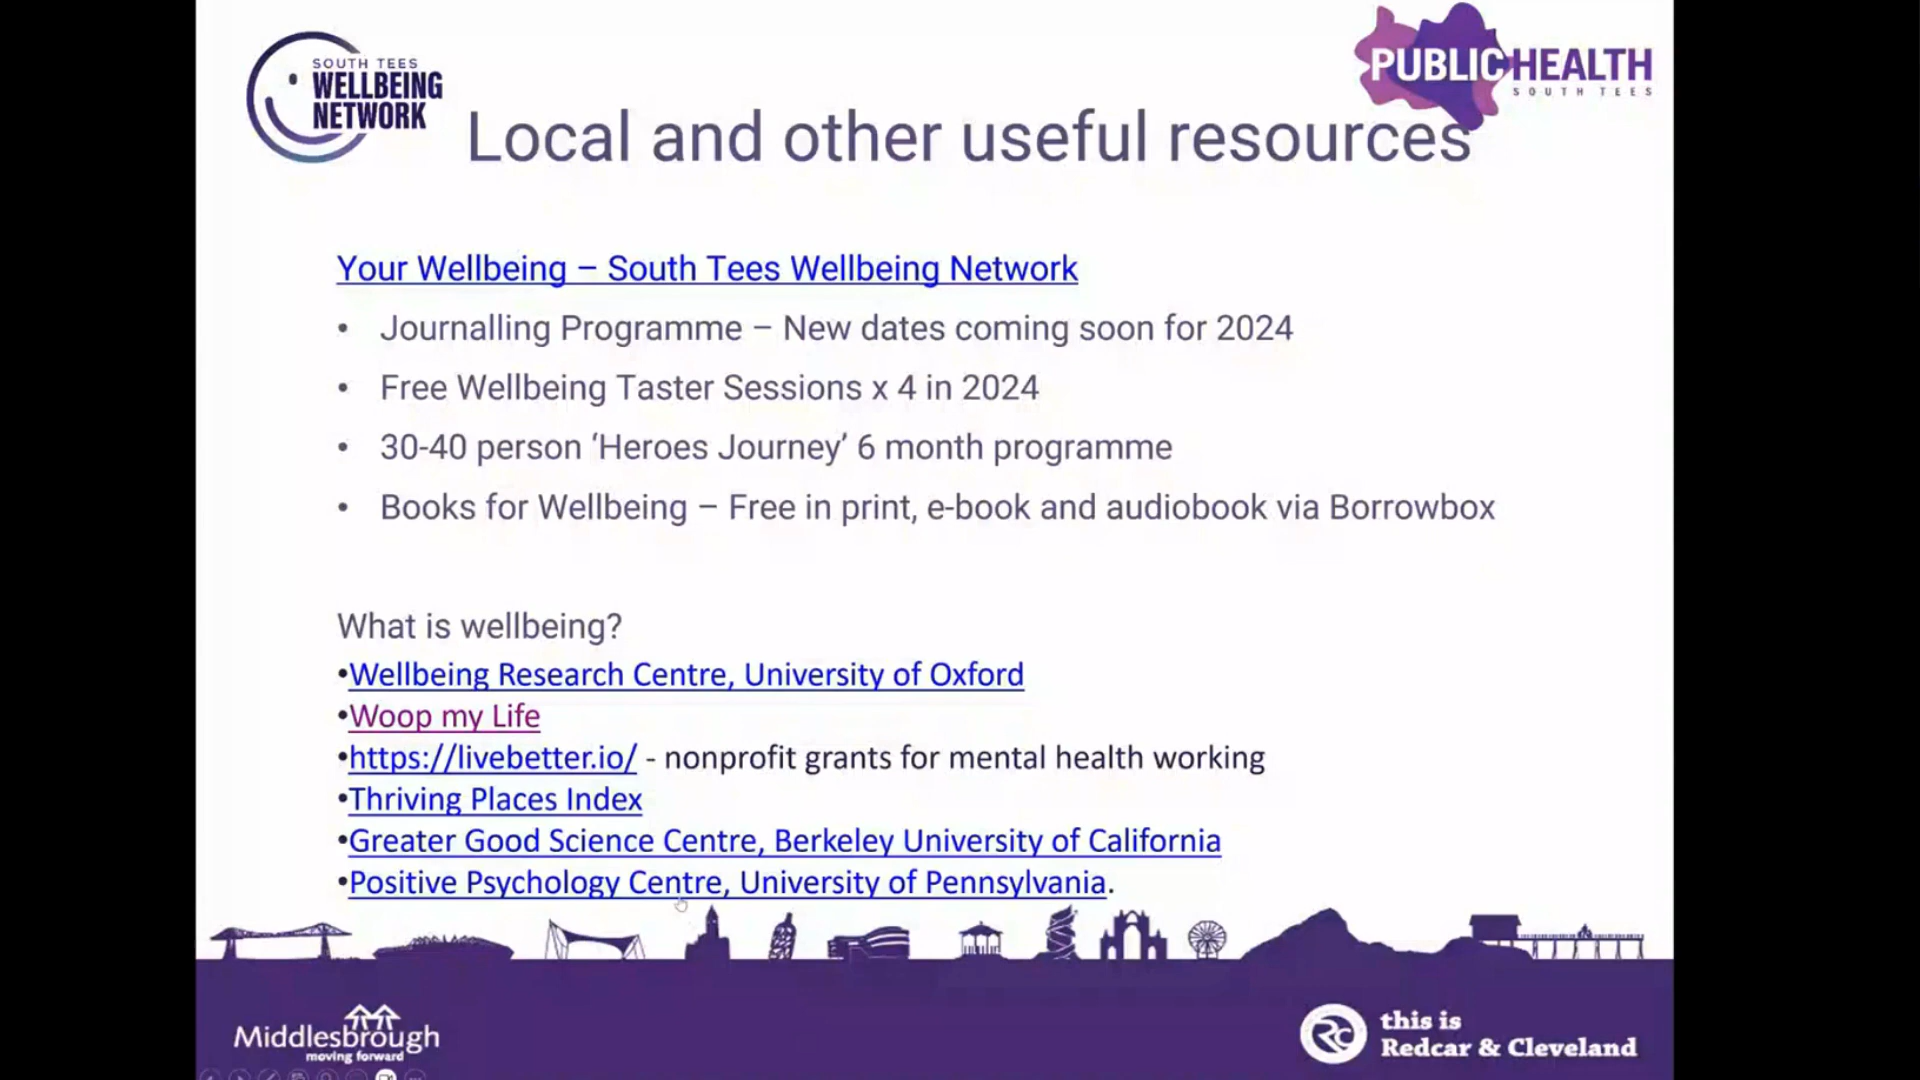 SOUTH TEES
WELLBEING
NETWORK
PUBLIC HEALTH
SOUTH TEES
Local and other useful resources
Your Wellbeing – South Tees Wellbeing Network
• Journalling Programme – New dates coming soon for 2024
• Free Wellbeing Taster Sessions x 4 in 2024
• 30-40 person ‘Heroes Journey’ 6 month programme
• Books for Wellbeing – Free in print, e-book and audiobook via Borrowbox
What is wellbeing?
•Wellbeing Research Centre, University of Oxford
•Woop my Life
•https://livebetter.io/ - nonprofit grants for mental health working
•Thriving Places Index
•Greater Good Science Centre, Berkeley University of California
•Positive Psychology Centre, University of Pennsylvania.
Middlesbrough
moving forward
RC
this is
Redcar & Cleveland